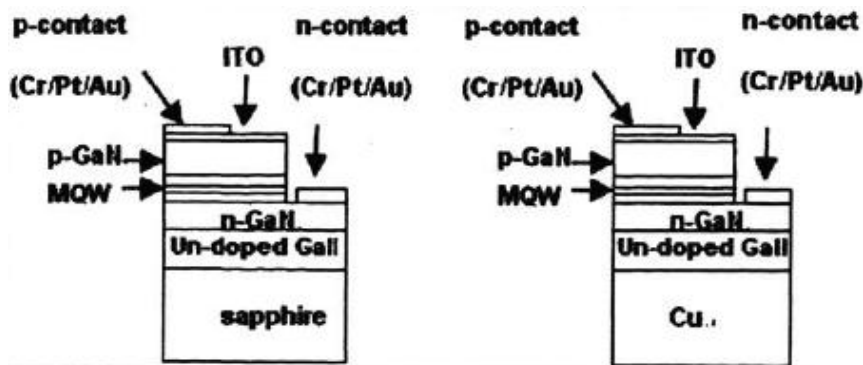 p-contact
n-contact
ITO
(Cr/Pt/Au)
(Cr/Pt/Au)
p-GaN
MQW
n-GaN
Un-doped GaN
sapphire
p-contact
n-contact
ITO
(Cr/Pt/Au)
(Cr/Pt/Au)
p-GaN
MQW
n-GaN
Un-doped GaN
Cu